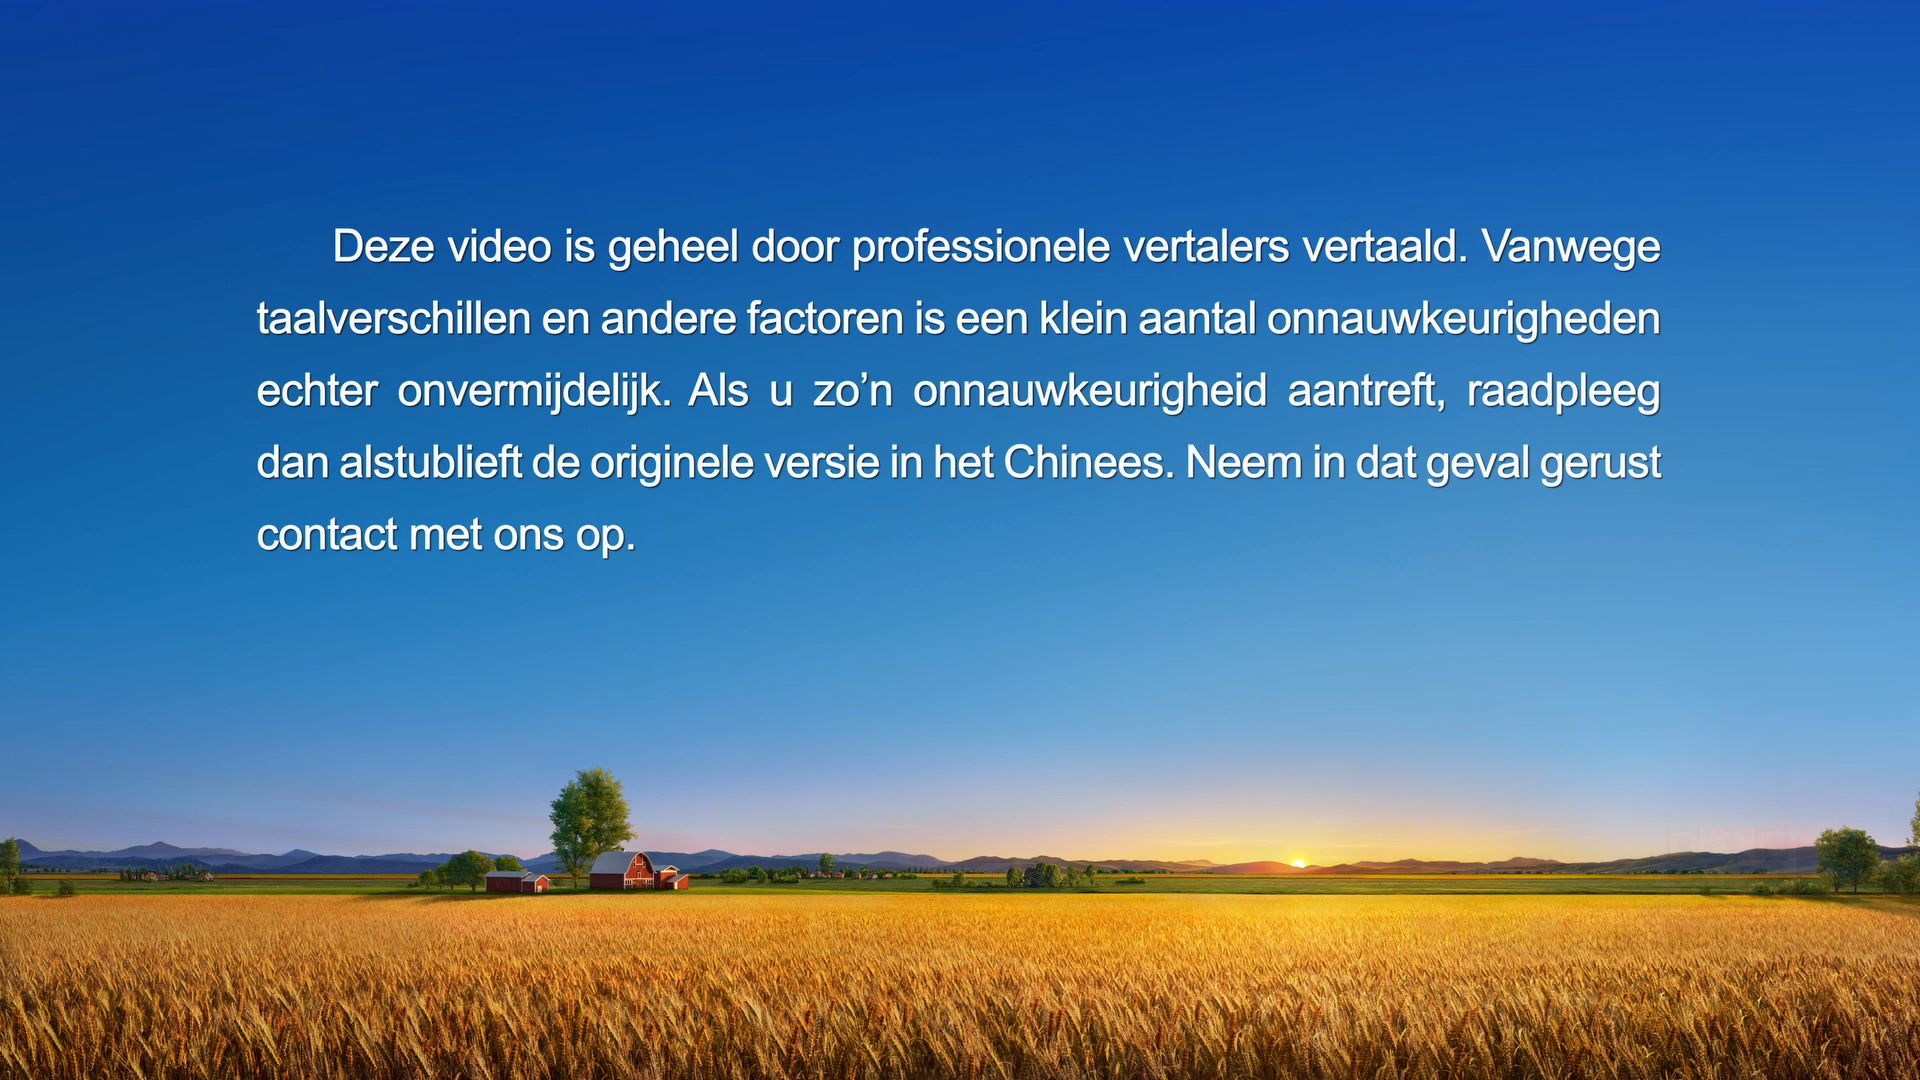 Deze video is geheel door professionele vertalers vertaald. Vanwege
taalverschillen en andere factoren is een klein aantal onnauwkeurigheden
echter onvermijdelijk. Als u zo’n onnauwkeurigheid aantreft, raadpleeg
dan alstublieft de originele versie in het Chinees. Neem in dat geval gerust
contact met ons op.